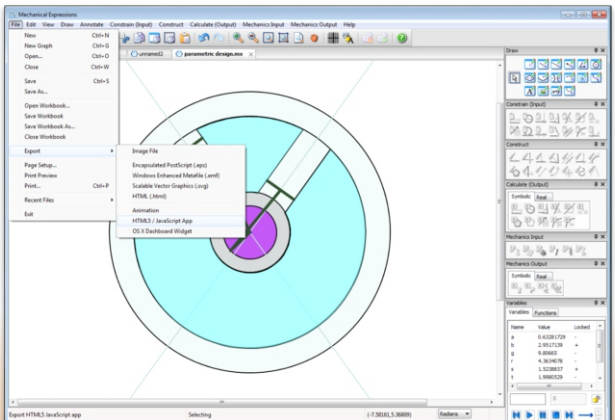 Mechanical Expressions
File Edit View Draw Annotate Constrain (Input) Construct Calculate (Output) Mechanics Input Mechanics Output Help
New Ctrl+N
New Graph Ctrl+G
Open... Ctrl+O
Close Ctrl+W
Save Ctrl+S
Save As...
Open Workbook...
Save Workbook
Save Workbook As...
Close Workbook
Export
Page Setup...
Print Preview
Print... Ctrl+P
Recent Files
Exit
Image File
Encapsulated PostScript (.eps)
Windows Enhanced Metafile (.emf)
Scalable Vector Graphics (.svg)
HTML (.html)
Animation
HTML5 / JavaScript App
OS X Dashboard Widget
unnamed2 parametric design.mx
Draw
Constrain (Input)
Construct
Calculate (Output)
Symbolic Real
Mechanics Input
Mechanics Output
Symbolic Real
Variables
Variables Functions
Name Value Locked
a 0.63281729 -
b 2.9517139 +
g 9.80665 -
r 4.3634078 -
s 1.5238637 +
t 1.9980529 -
Export HTML5 JavaScript app Selecting (-7.58161,5.36889) Radians